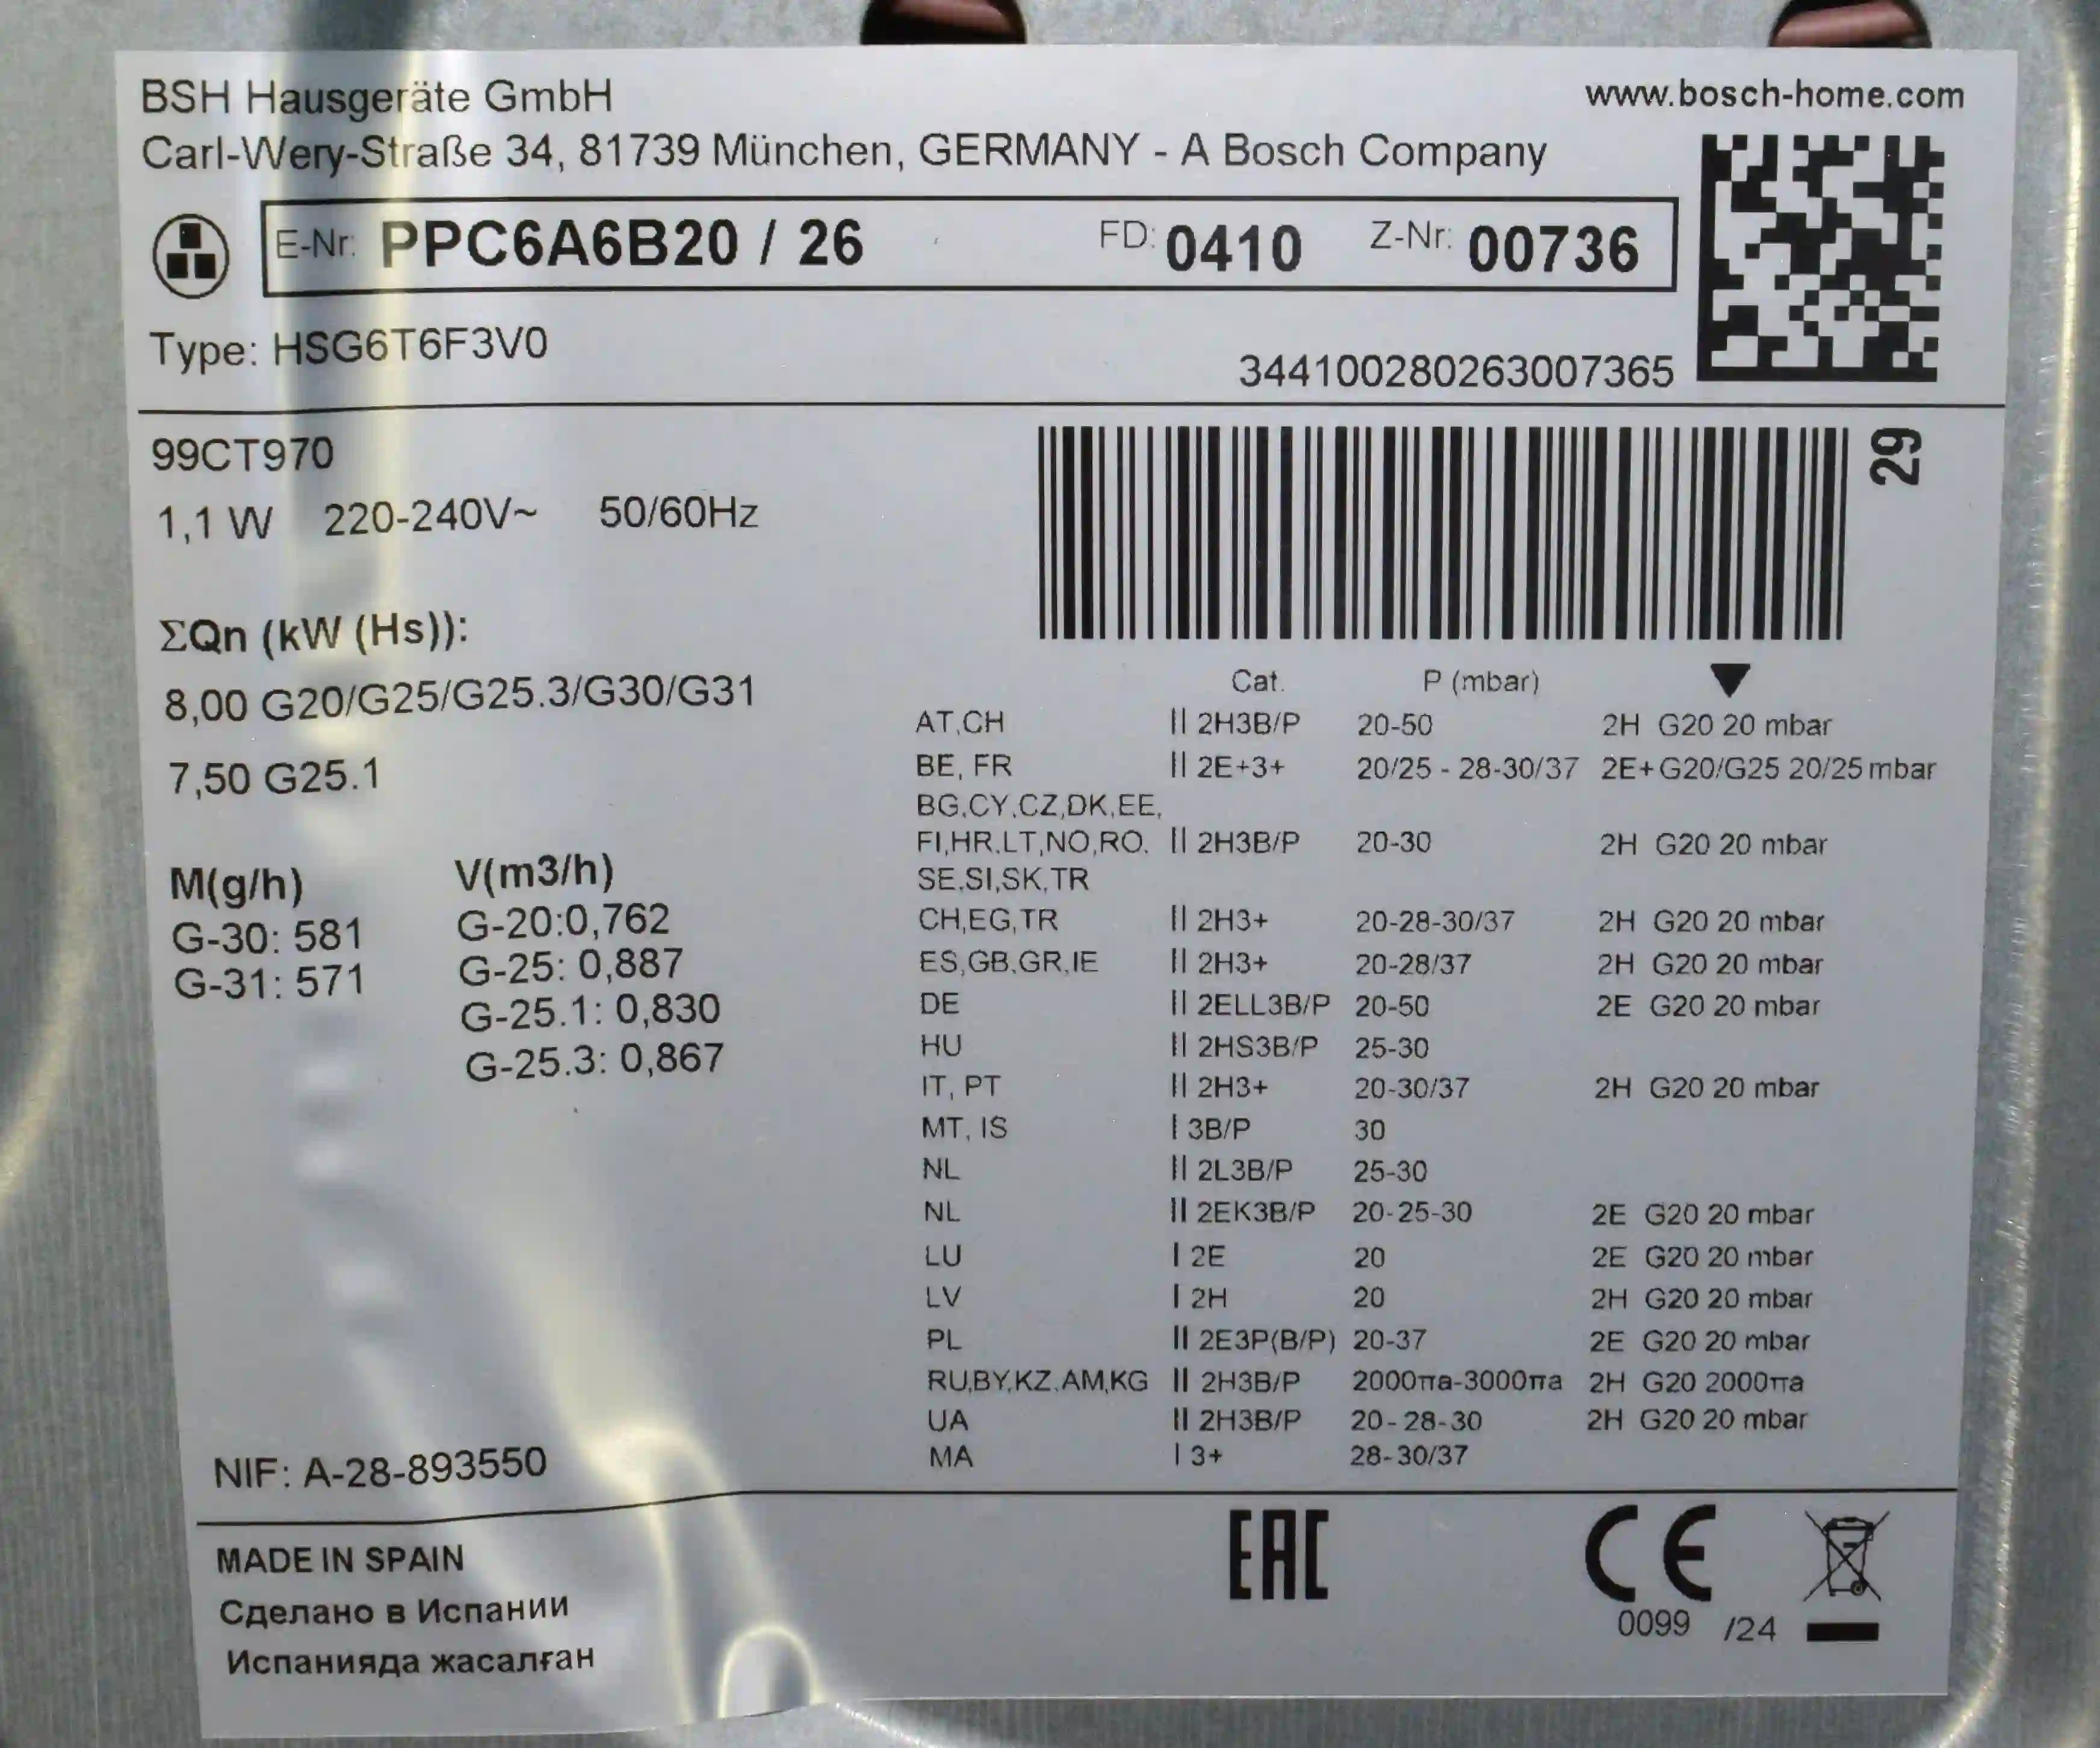 BSH Hausgeräte GmbH
www.bosch-home.com
Carl-Wery-Straße 34, 81739 München, GERMANY - A Bosch Company
E-Nr: PPC6A6B20 / 26 FD: 0410 Z-Nr: 00736
Type: HSG6T6F3V0
344100280263007365
99CT970
29
1,1 W 220-240V~ 50/60Hz
ΣQn (kW (Hs)):
8,00 G20/G25/G25.3/G30/G31
7,50 G25.1
M(g/h) V(m3/h)
G-30: 581 G-20:0,762
G-31: 571 G-25: 0,887
G-25.1: 0,830
G-25.3: 0,867
Cat. P (mbar)
AT,CH II 2H3B/P 20-50 2H G20 20 mbar
BE, FR II 2E+3+ 20/25 - 28-30/37 2E+G20/G25 20/25 mbar
BG,CY,CZ,DK,EE,
FI,HR,LT,NO,RO. II 2H3B/P 20-30 2H G20 20 mbar
SE,SI,SK,TR
CH,EG,TR II 2H3+ 20-28-30/37 2H G20 20 mbar
ES,GB,GR,IE II 2H3+ 20-28/37 2H G20 20 mbar
DE II 2ELL3B/P 20-50 2E G20 20 mbar
HU II 2HS3B/P 25-30
IT, PT II 2H3+ 20-30/37 2H G20 20 mbar
MT, IS I 3B/P 30
NL II 2L3B/P 25-30
NL II 2EK3B/P 20-25-30 2E G20 20 mbar
LU I 2E 20 2E G20 20 mbar
LV I 2H 20 2H G20 20 mbar
PL II 2E3P(B/P) 20-37 2E G20 20 mbar
RU,BY,KZ,AM,KG II 2H3B/P 2000па-3000па 2H G20 2000па
UA II 2H3B/P 20-28-30 2H G20 20 mbar
MA I 3+ 28-30/37
NIF: A-28-893550
MADE IN SPAIN
Сделано в Испании
Испанияда жасалған
EAC
CE
0099 /24